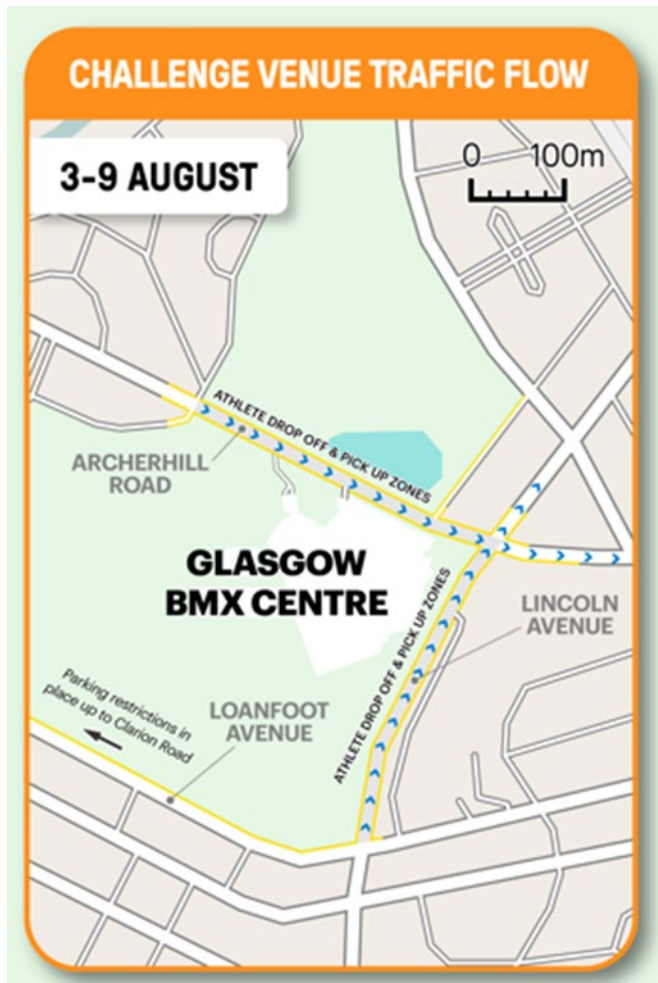 CHALLENGE VENUE TRAFFIC FLOW
3-9 AUGUST
0 100m
ATHLETE DROP OFF & PICK UP ZONES
ARCHERHILL
ROAD
GLASGOW
BMX CENTRE
LINCOLN
AVENUE
ATHLETE DROP OFF & PICK UP ZONES
Parking restrictions in
place up to Clarion Road
LOANFOOT
AVENUE